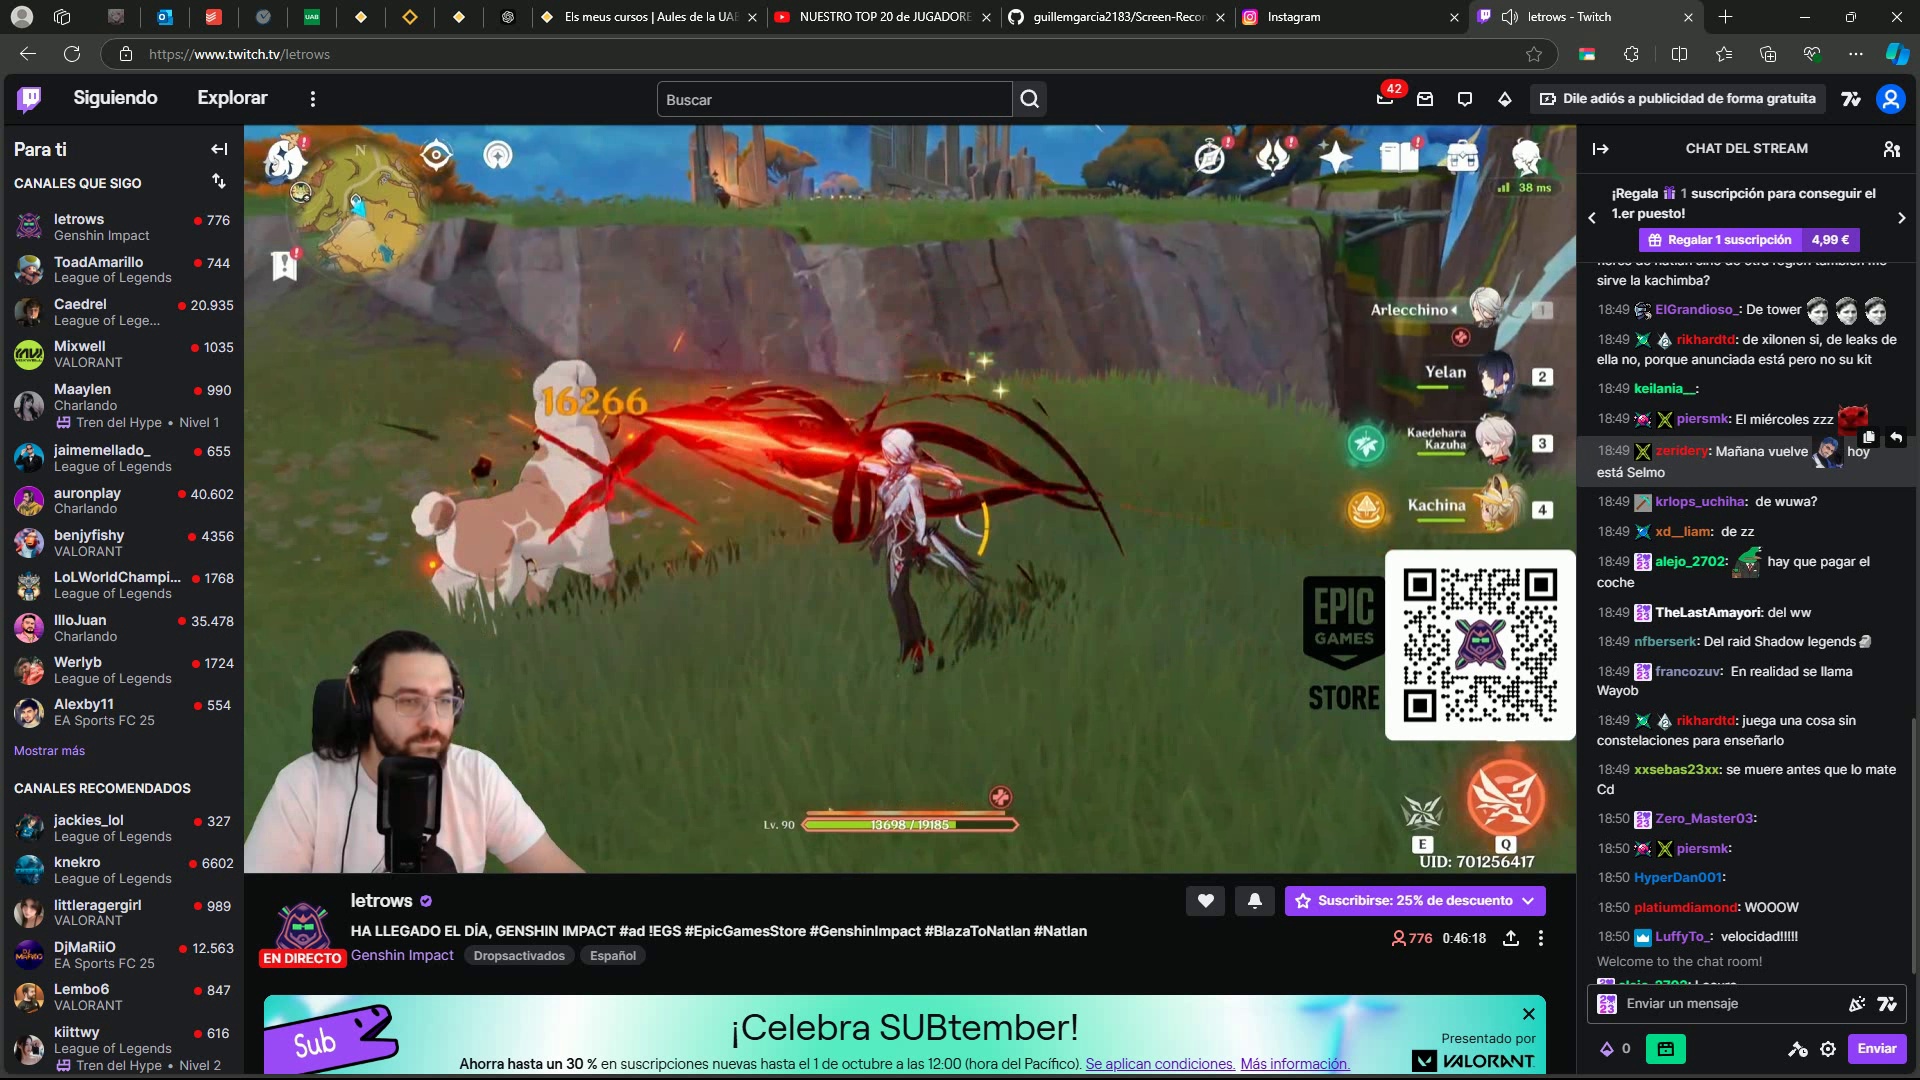 Els meus cursos | Aules de la UAB
NUESTRO TOP 20 de JUGADORE
guillemgarcia2183/Screen-Recor
Instagram
letrows - Twitch
https://www.twitch.tv/letrows
Siguiendo
Explorar
Buscar
42
Dile adiós a publicidad de forma gratuita
Para ti
CANALES QUE SIGO
letrows 776
Genshin Impact
ToadAmarillo 744
League of Legends
Caedrel 20.935
League of Lege...
Mixwell 1035
VALORANT
Maaylen 990
Charlando
Tren del Hype • Nivel 1
jaimemellado_ 655
League of Legends
auronplay 40.602
Charlando
benjyfishy 4356
VALORANT
LoLWorldChampi... 1768
League of Legends
IlloJuan 35.478
Charlando
Werlyb 1724
League of Legends
Alexby11 554
EA Sports FC 25
Mostrar más
CANALES RECOMENDADOS
jackies_lol 327
League of Legends
knekro 6602
League of Legends
littleragergirl 989
VALORANT
DjMaRiiO 12.563
EA Sports FC 25
Lembo6 847
VALORANT
kiittwy 616
League of Legends
Tren del Hype • Nivel 2
N
38 ms
Arlecchino 1
Yelan 2
Kaedehara
Kazuha 3
Kachina 4
16266
EPIC
GAMES
STORE
Lv. 90 13698 / 19185
E Q
UID: 701256417
letrows
HA LLEGADO EL DÍA, GENSHIN IMPACT #ad !EGS #EpicGamesStore #GenshinImpact #BlazaToNatlan #Natlan
EN DIRECTO
Genshin Impact Dropsactivados Español
Suscribirse: 25% de descuento
776 0:46:18
Sub
¡Celebra SUBtember!
Ahorra hasta un 30 % en suscripciones nuevas hasta el 1 de octubre a las 12:00 (hora del Pacífico). Se aplican condiciones. Más información.
Presentado por
VALORANT
CHAT DEL STREAM
¡Regala 1 suscripción para conseguir el
1.er puesto!
Regalar 1 suscripción 4,99 €
sirve la kachimba?
18:49 ElGrandioso_: De tower
18:49 rikhardtd: de xilonen si, de leaks de
ella no, porque anunciada está pero no su kit
18:49 keilania__:
18:49 piersmk: El miércoles zzz
18:49 zeridery: Mañana vuelve hoy
está Selmo
18:49 krlops_uchiha: de wuwa?
18:49 xd__liam: de zz
18:49 alejo_2702: hay que pagar el
coche
18:49 TheLastAmayori: del ww
18:49 nfberserk: Del raid Shadow legends
18:49 francozuv: En realidad se llama
Wayob
18:49 rikhardtd: juega una cosa sin
constelaciones para enseñarlo
18:49 xxsebas23xx: se muere antes que lo mate
Cd
18:50 Zero_Master03:
18:50 piersmk:
18:50 HyperDan001:
18:50 platiumdiamond: WOOOW
18:50 LuffyTo_: velocidad!!!!!
Welcome to the chat room!
Enviar un mensaje
0
Enviar